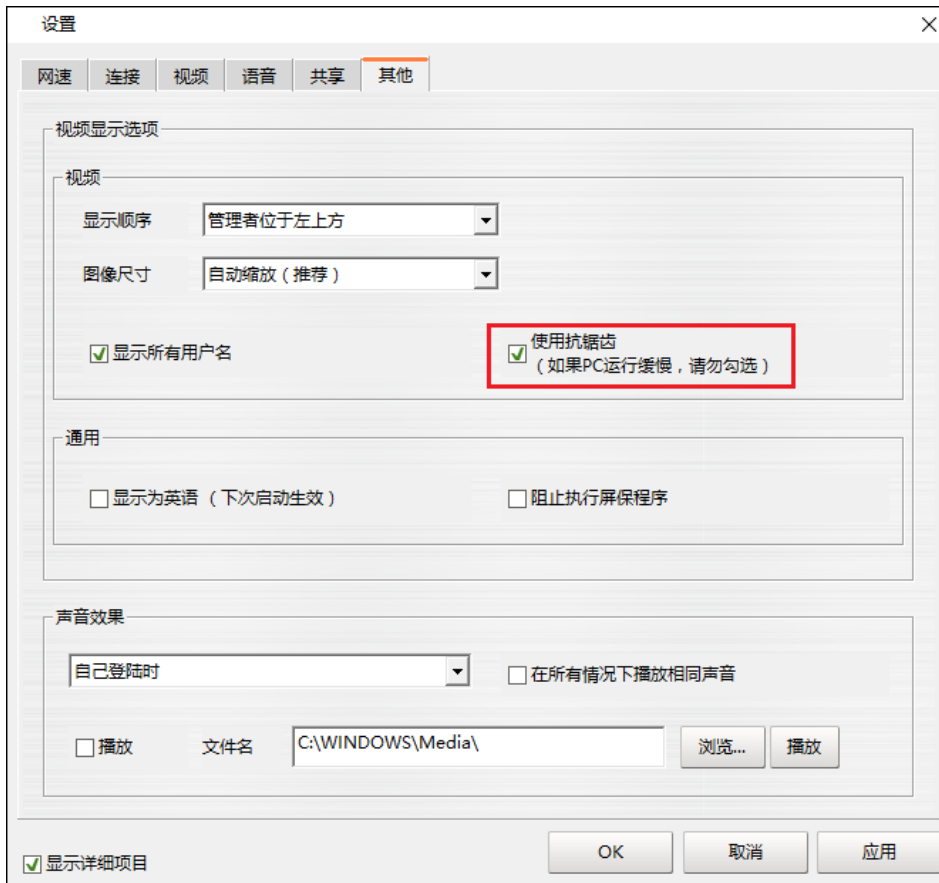 设置
网速 连接 视频 语音 共享 其他
视频显示选项
视频
显示顺序 管理者位于左上方
图像尺寸 自动缩放（推荐）
显示所有用户名
使用抗锯齿
（如果PC运行缓慢，请勿勾选）
通用
显示为英语 （下次启动生效） 阻止执行屏保程序
声音效果
自己登陆时 在所有情况下播放相同声音
播放 文件名 C:\WINDOWS\Media\ 浏览... 播放
显示详细项目 OK 取消 应用